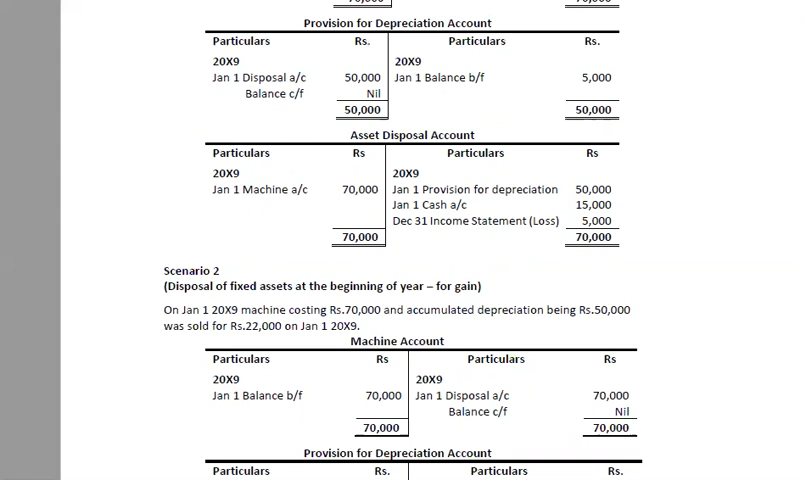 Provision for Depreciation Account
Particulars Rs. Particulars Rs.
20X9 20X9
Jan 1 Disposal a/c 50,000 Jan 1 Balance b/f 5,000
Balance c/f Nil
50,000 50,000
Asset Disposal Account
Particulars Rs Particulars Rs
20X9 20X9
Jan 1 Machine a/c 70,000 Jan 1 Provision for depreciation 50,000
Jan 1 Cash a/c 15,000
Dec 31 Income Statement (Loss) 5,000
70,000 70,000
Scenario 2
(Disposal of fixed assets at the beginning of year – for gain)
On Jan 1 20X9 machine costing Rs.70,000 and accumulated depreciation being Rs.50,000
was sold for Rs.22,000 on Jan 1 20X9.
Machine Account
Particulars Rs Particulars Rs
20X9 20X9
Jan 1 Balance b/f 70,000 Jan 1 Disposal a/c 70,000
Balance c/f Nil
70,000 70,000
Provision for Depreciation Account
Particulars Rs. Particulars Rs.